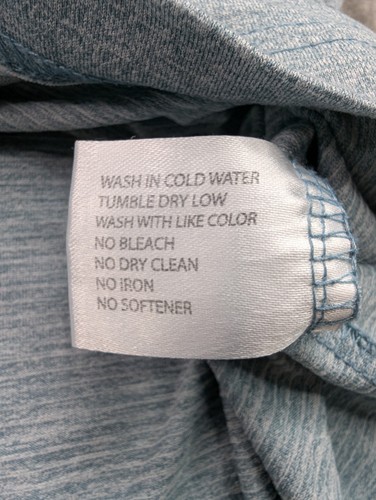 WASH IN COLD WATER
TUMBLE DRY LOW
WASH WITH LIKE COLOR
NO BLEACH
NO DRY CLEAN
NO IRON
NO SOFTENER